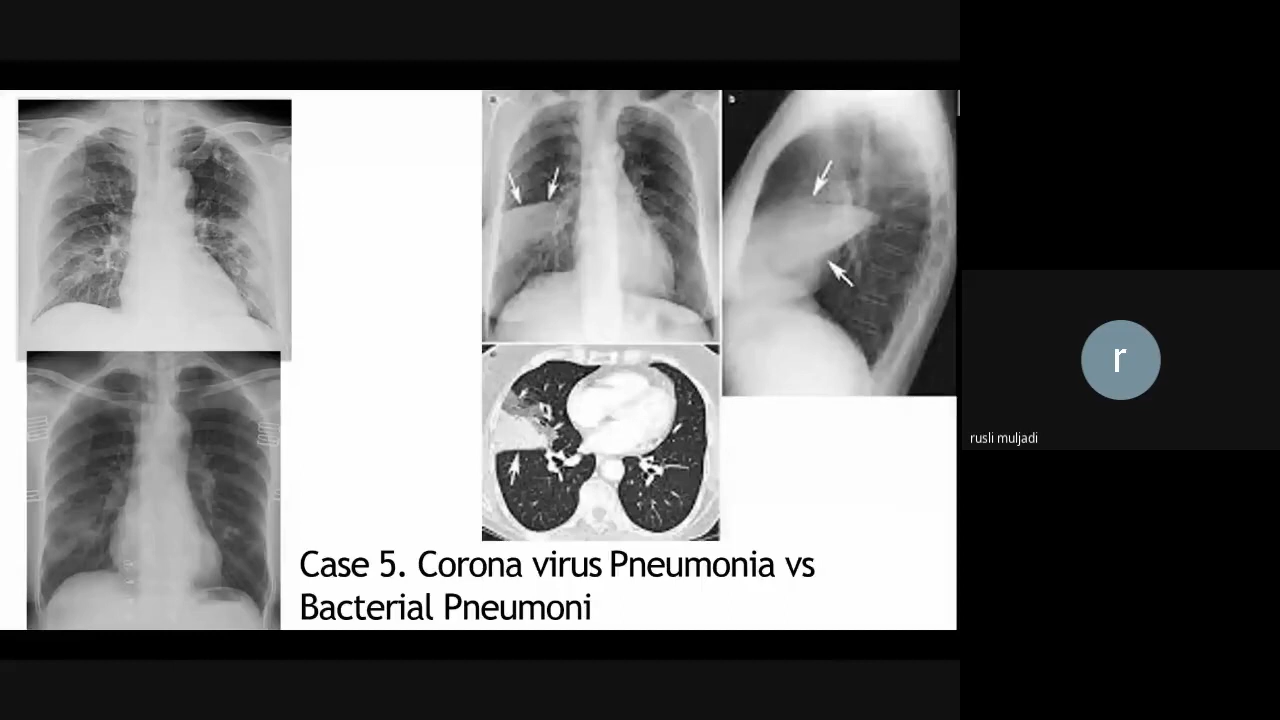 Case 5. Corona virus Pneumonia vs
Bacterial Pneumoni
r
rusli muljadi